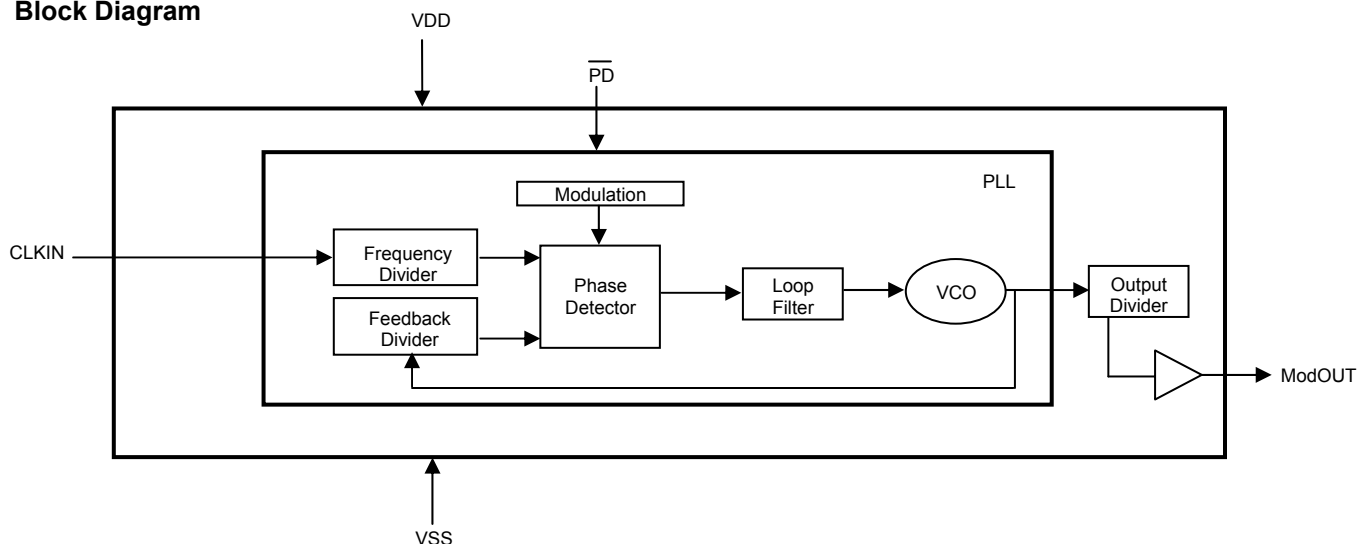 Block Diagram
VDD
P̅D̅
PLL
Modulation
CLKIN
Frequency
Divider
Phase
Detector
Loop
Filter
VCO
Output
Divider
Feedback
Divider
ModOUT
VSS